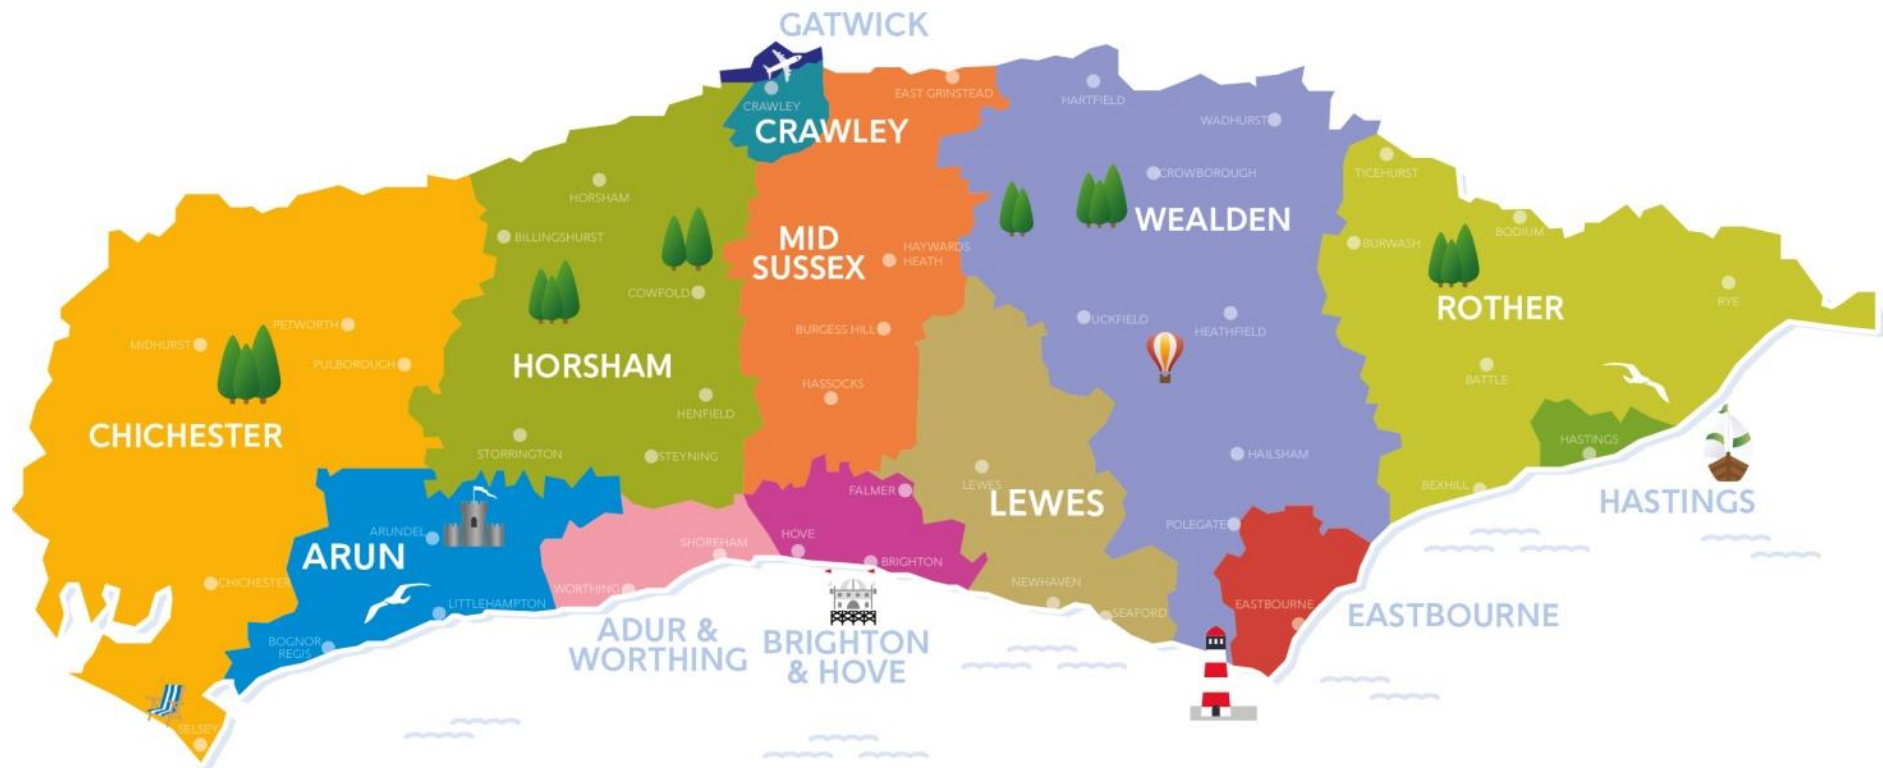 GATWICK
CRAWLEY
CRAWLEY
EAST GRINSTEAD
HARTFIELD
WADHURST
TICEHURST
CROWBOROUGH
HORSHAM
WEALDEN
BODIUM
BILLINGSHURST
MID
SUSSEX
HAYWARDS
HEATH
BURWASH
COWFOLD
RYE
ROTHER
PETWORTH
MIDHURST
PULBOROUGH
BURGESS HILL
UCKFIELD
HEATHFIELD
HORSHAM
HASSOCKS
BATTLE
HENFIELD
CHICHESTER
STORRINGTON
STEYNING
HAILSHAM
HASTINGS
HASTINGS
BEXHILL
LEWES
LEWES
FALMER
ARUNDEL
ARUN
SHOREHAM
HOVE
BRIGHTON
POLEGATE
CHICHESTER
WORTHING
LITTLEHAMPTON
NEWHAVEN
SEAFORD
EASTBOURNE
EASTBOURNE
BOGNOR
REGIS
ADUR &
WORTHING
BRIGHTON
& HOVE
SELSEY